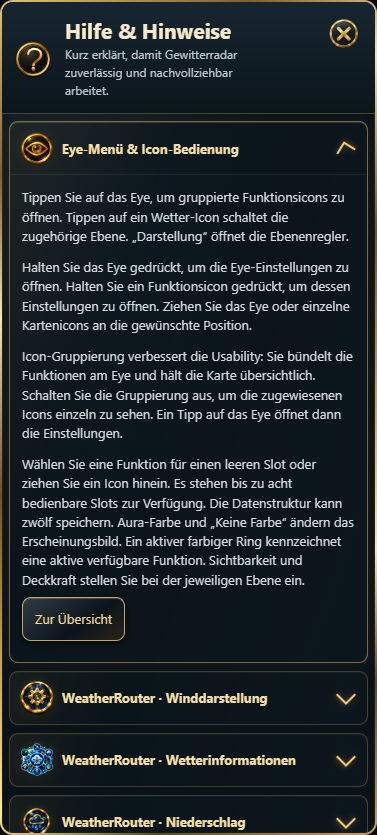 Hilfe & Hinweise
Kurz erklärt, damit Gewitterradar
zuverlässig und nachvollziehbar
arbeitet.
Eye-Menü & Icon-Bedienung
Tippen Sie auf das Eye, um gruppierte Funktionsicons zu
öffnen. Tippen auf ein Wetter-Icon schaltet die
zugehörige Ebene. „Darstellung“ öffnet die Ebenenregler.
Halten Sie das Eye gedrückt, um die Eye-Einstellungen zu
öffnen. Halten Sie ein Funktionsicon gedrückt, um dessen
Einstellungen zu öffnen. Ziehen Sie das Eye oder einzelne
Kartenicons an die gewünschte Position.
Icon-Gruppierung verbessert die Usability: Sie bündelt die
Funktionen am Eye und hält die Karte übersichtlich.
Schalten Sie die Gruppierung aus, um die zugewiesenen
Icons einzeln zu sehen. Ein Tipp auf das Eye öffnet dann
die Einstellungen.
Wählen Sie eine Funktion für einen leeren Slot oder
ziehen Sie ein Icon hinein. Es stehen bis zu acht
bedienbare Slots zur Verfügung. Die Datenstruktur kann
zwölf speichern. Aura-Farbe und „Keine Farbe“ ändern das
Erscheinungsbild. Ein aktiver farbiger Ring kennzeichnet
eine aktive verfügbare Funktion. Sichtbarkeit und
Deckkraft stellen Sie bei der jeweiligen Ebene ein.
Zur Übersicht
WeatherRouter · Winddarstellung
WeatherRouter · Wetterinformationen
WeatherRouter · Niederschlag